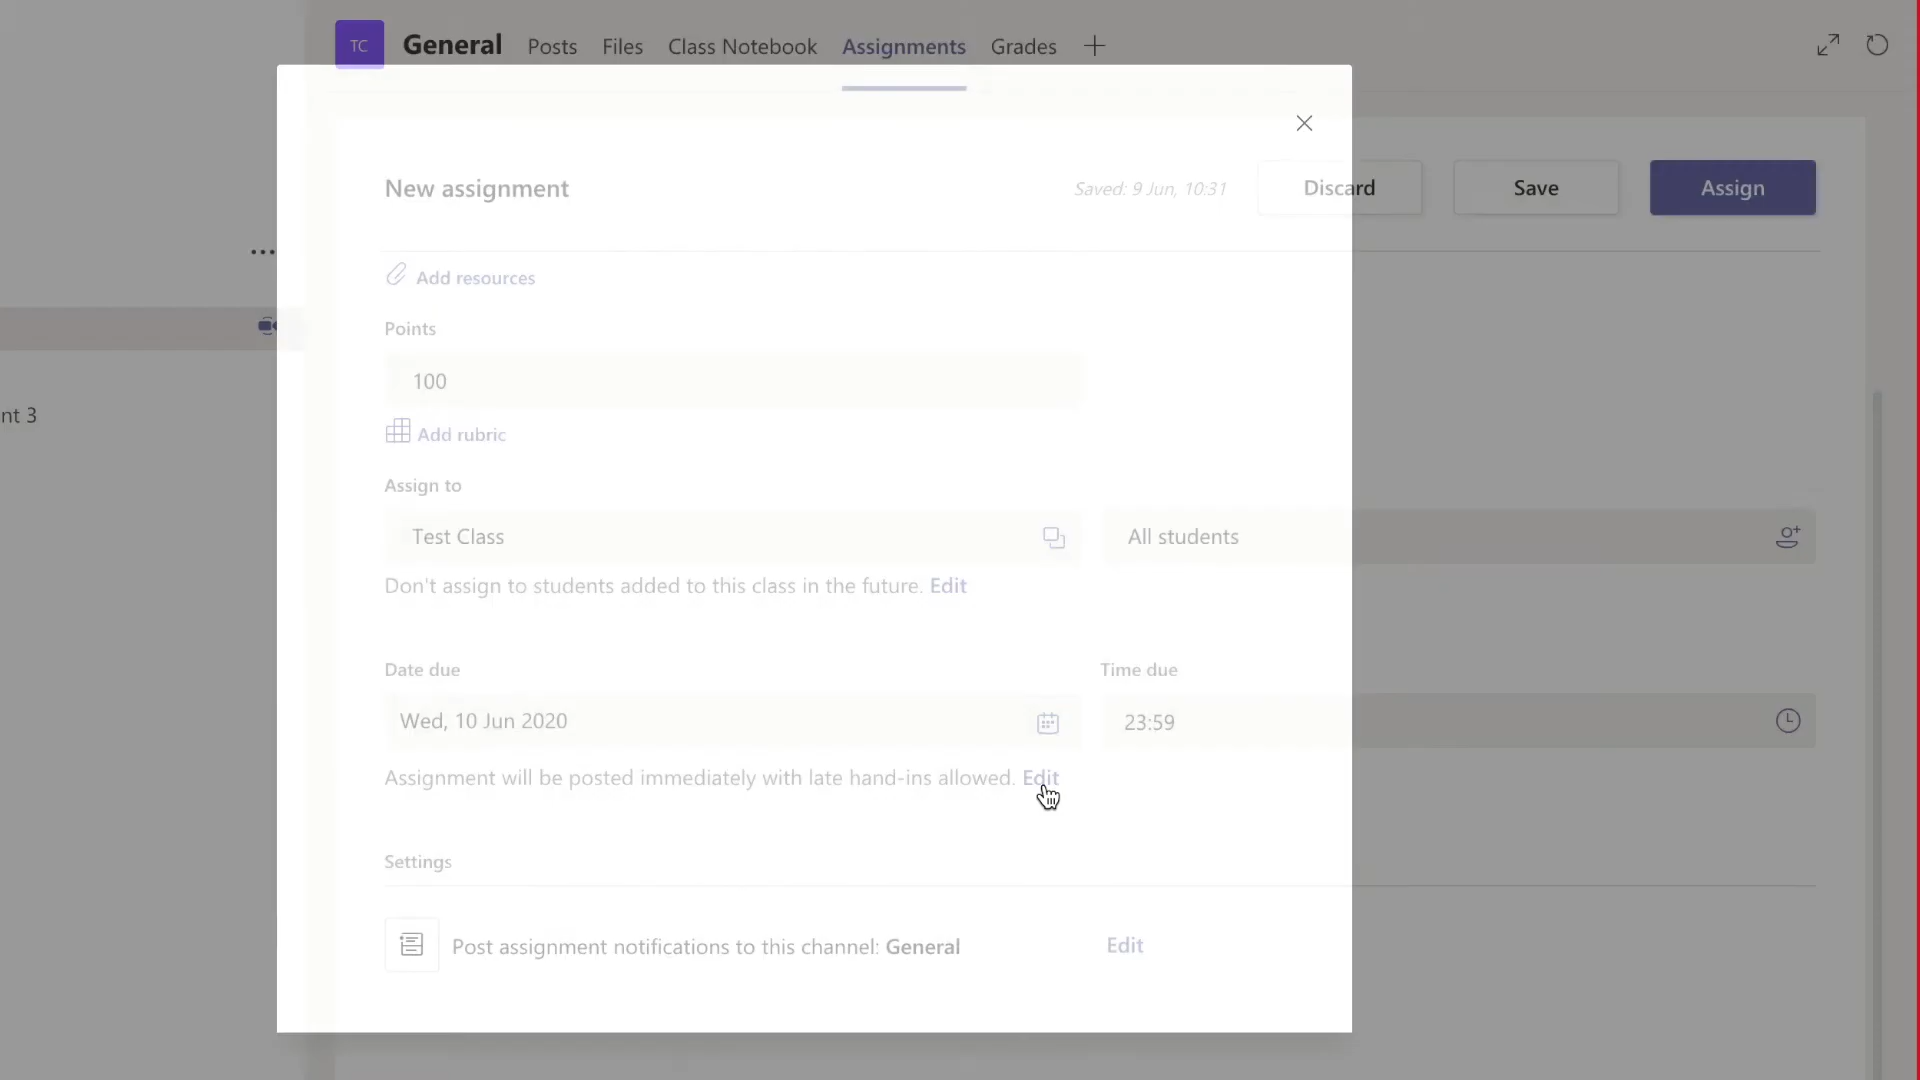 TC General Posts Files Class Notebook Assignments Grades
New assignment Saved: 9 Jun, 10:31 Discard Save Assign
Add resources
Points
100
nt 3
Add rubric
Assign to
Test Class All students
Don't assign to students added to this class in the future. Edit
Date due Time due
Wed, 10 Jun 2020 23:59
Assignment will be posted immediately with late hand-ins allowed. Edit
Settings
Post assignment notifications to this channel: General Edit